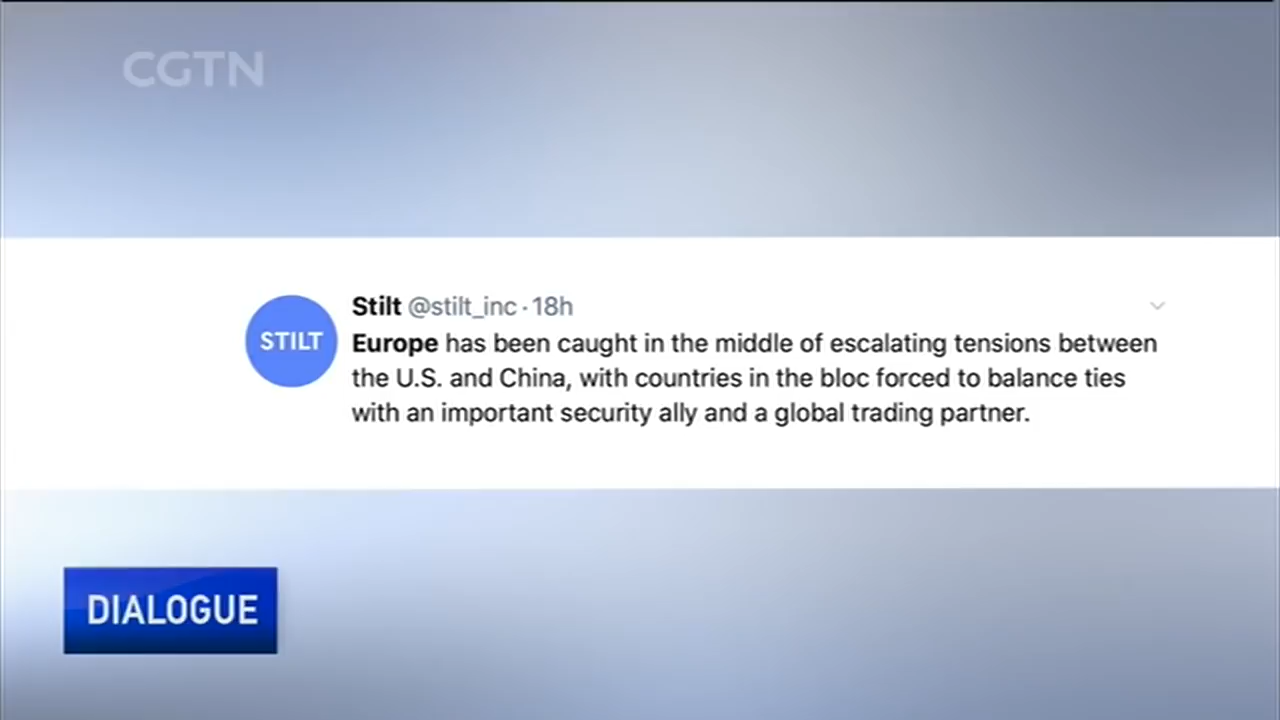 CGTN
Stilt @stilt_inc · 18h
STILT
Europe has been caught in the middle of escalating tensions between
the U.S. and China, with countries in the bloc forced to balance ties
with an important security ally and a global trading partner.
DIALOGUE